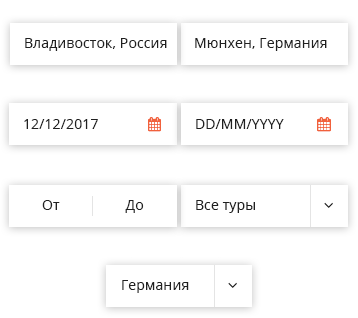 Владивосток, Россия Мюнхен, Германия
12/12/2017 DD/MM/YYYY
От До Все туры
Германия